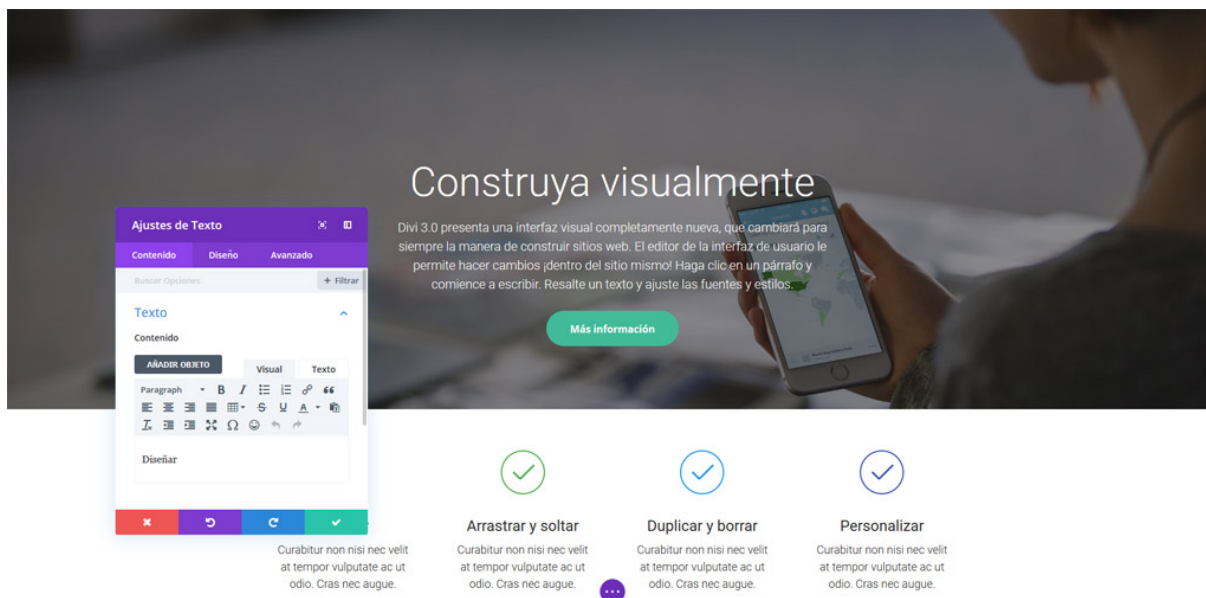 Construya visualmente
Divi 3.0 presenta una interfaz visual completamente nueva, que cambiará para
siempre la manera de construir sitios web. El editor de la interfaz de usuario le
permite hacer cambios ¡dentro del sitio mismo! Haga clic en un párrafo y
comience a escribir. Resalte un texto y ajuste las fuentes y estilos.
Más información
Ajustes de Texto
Contenido Diseño Avanzado
Buscar Opciones + Filtrar
Texto
Contenido
AÑADIR OBJETO Visual Texto
Paragraph
Diseñar
Curabitur non nisi nec velit
at tempor vulputate ac ut
odio. Cras nec augue.
Arrastrar y soltar
Curabitur non nisi nec velit
at tempor vulputate ac ut
odio. Cras nec augue.
Duplicar y borrar
Curabitur non nisi nec velit
at tempor vulputate ac ut
odio. Cras nec augue.
Personalizar
Curabitur non nisi nec velit
at tempor vulputate ac ut
odio. Cras nec augue.